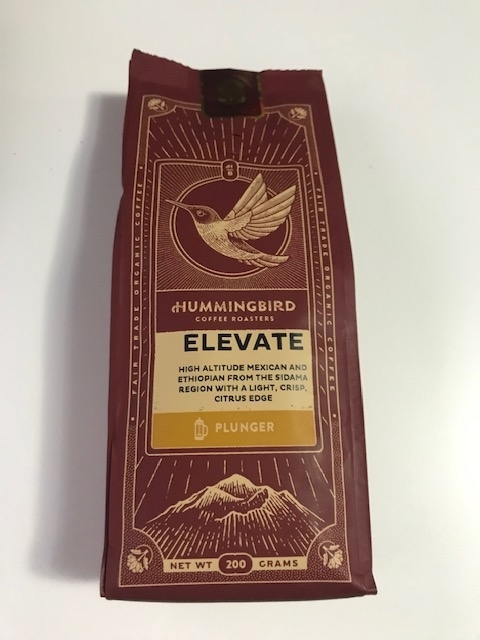 FAIR TRADE ORGANIC COFFEE
FAIR TRADE ORGANIC COFFEE
HUMMINGBIRD
COFFEE ROASTERS
ELEVATE
HIGH ALTITUDE MEXICAN AND
ETHIOPIAN FROM THE SIDAMA
REGION WITH A LIGHT, CRISP,
CITRUS EDGE
PLUNGER
NET WT 200 GRAMS